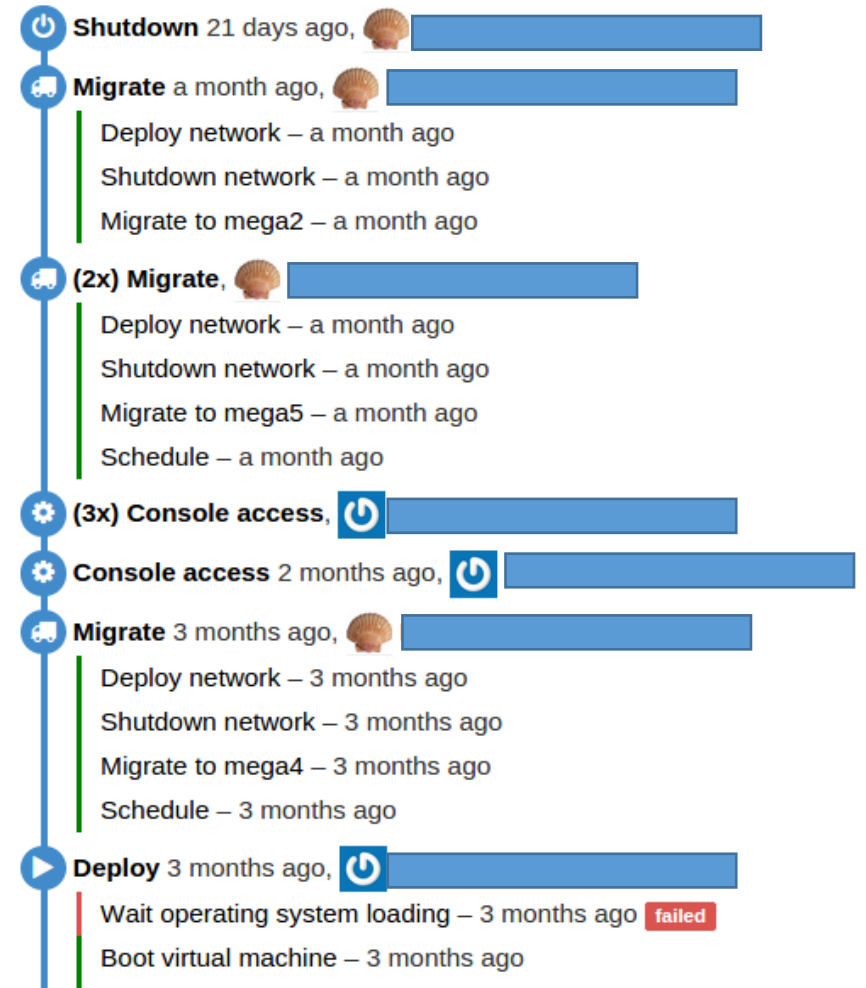 Shutdown 21 days ago,
Migrate a month ago,
Deploy network – a month ago
Shutdown network – a month ago
Migrate to mega2 – a month ago
(2x) Migrate,
Deploy network – a month ago
Shutdown network – a month ago
Migrate to mega5 – a month ago
Schedule – a month ago
(3x) Console access,
Console access 2 months ago,
Migrate 3 months ago,
Deploy network – 3 months ago
Shutdown network – 3 months ago
Migrate to mega4 – 3 months ago
Schedule – 3 months ago
Deploy 3 months ago,
Wait operating system loading – 3 months ago failed
Boot virtual machine – 3 months ago